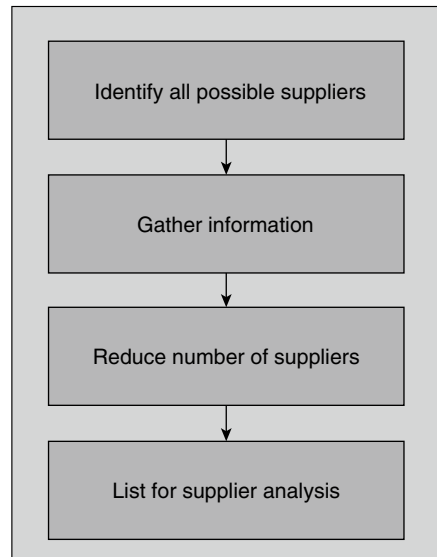 Identify all possible suppliers
Gather information
Reduce number of suppliers
List for supplier analysis